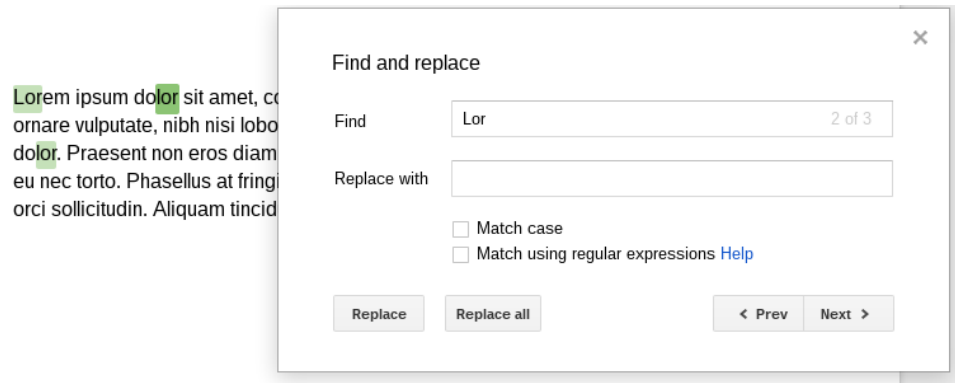 Find and replace
Lorem ipsum dolor sit amet, co
ornare vulputate, nibh nisi lobo
dolor. Praesent non eros diam
eu nec torto. Phasellus at fringi
orci sollicitudin. Aliquam tincid
Find Lor 2 of 3
Replace with
Match case
Match using regular expressions Help
Replace Replace all Prev Next